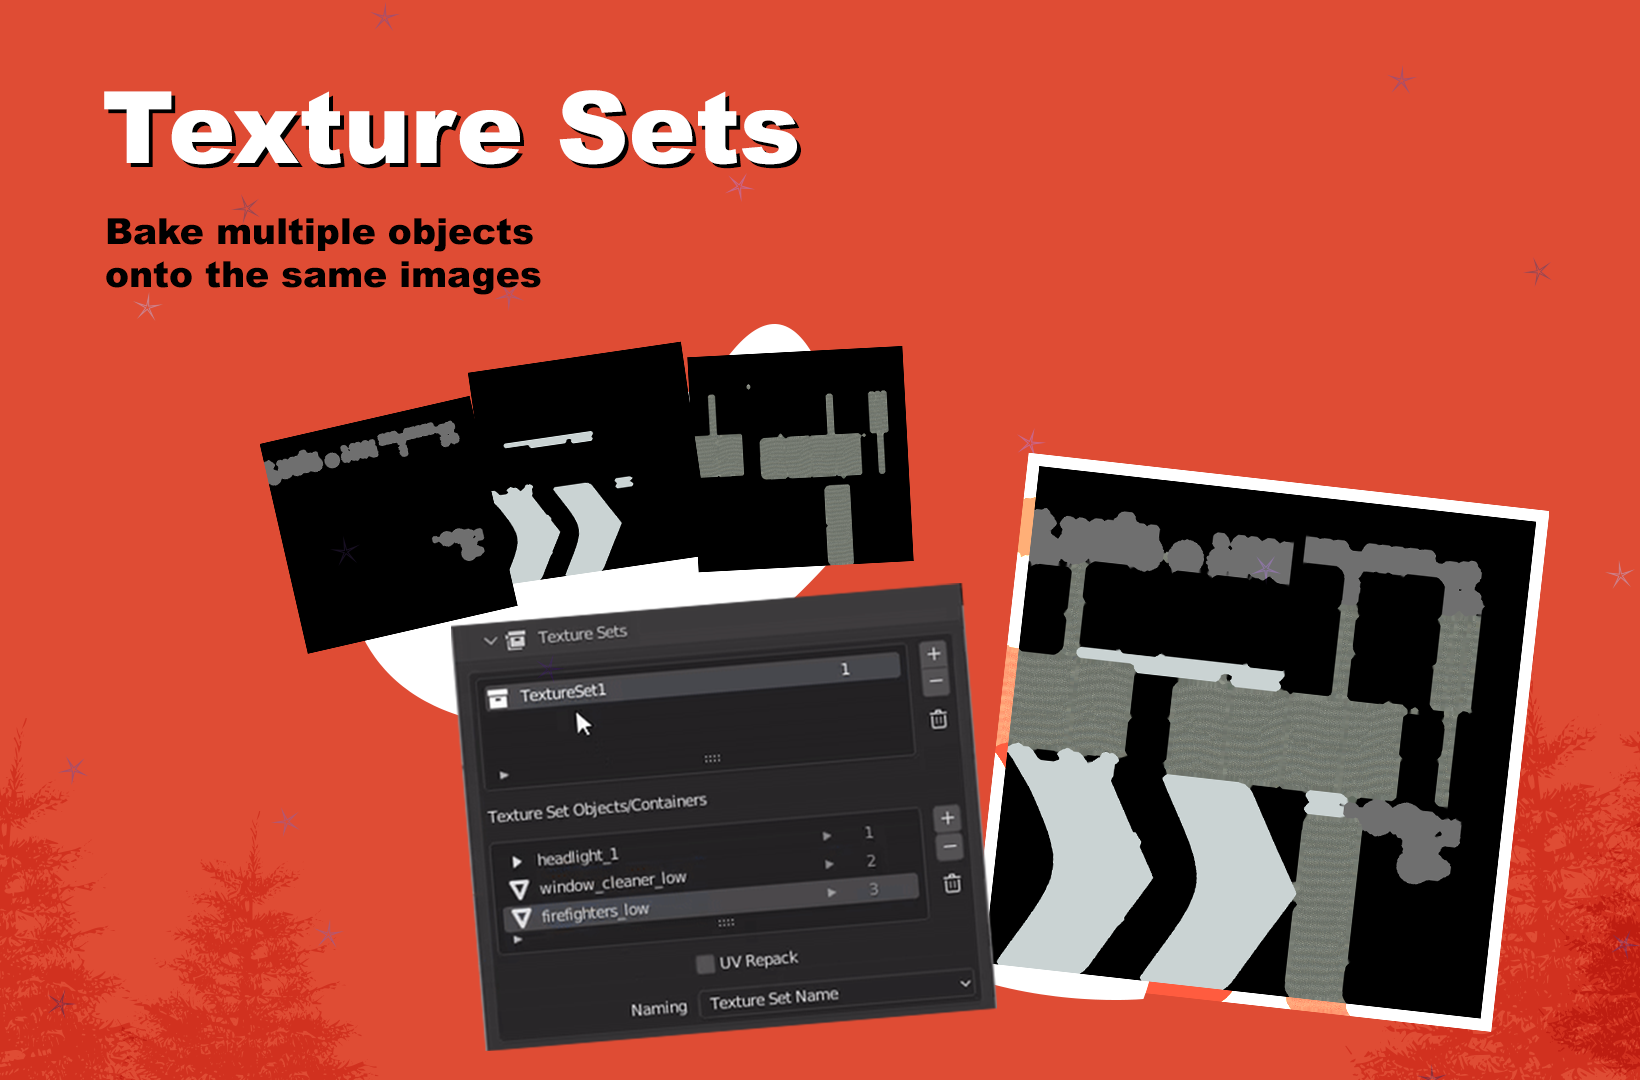 Texture Sets
Bake multiple objects
onto the same images
Texture Sets
TextureSet1 1
Texture Set Objects/Containers
headlight_1 1
window_cleaner_low 2
firefighters_low 3
UV Repack
Naming Texture Set Name